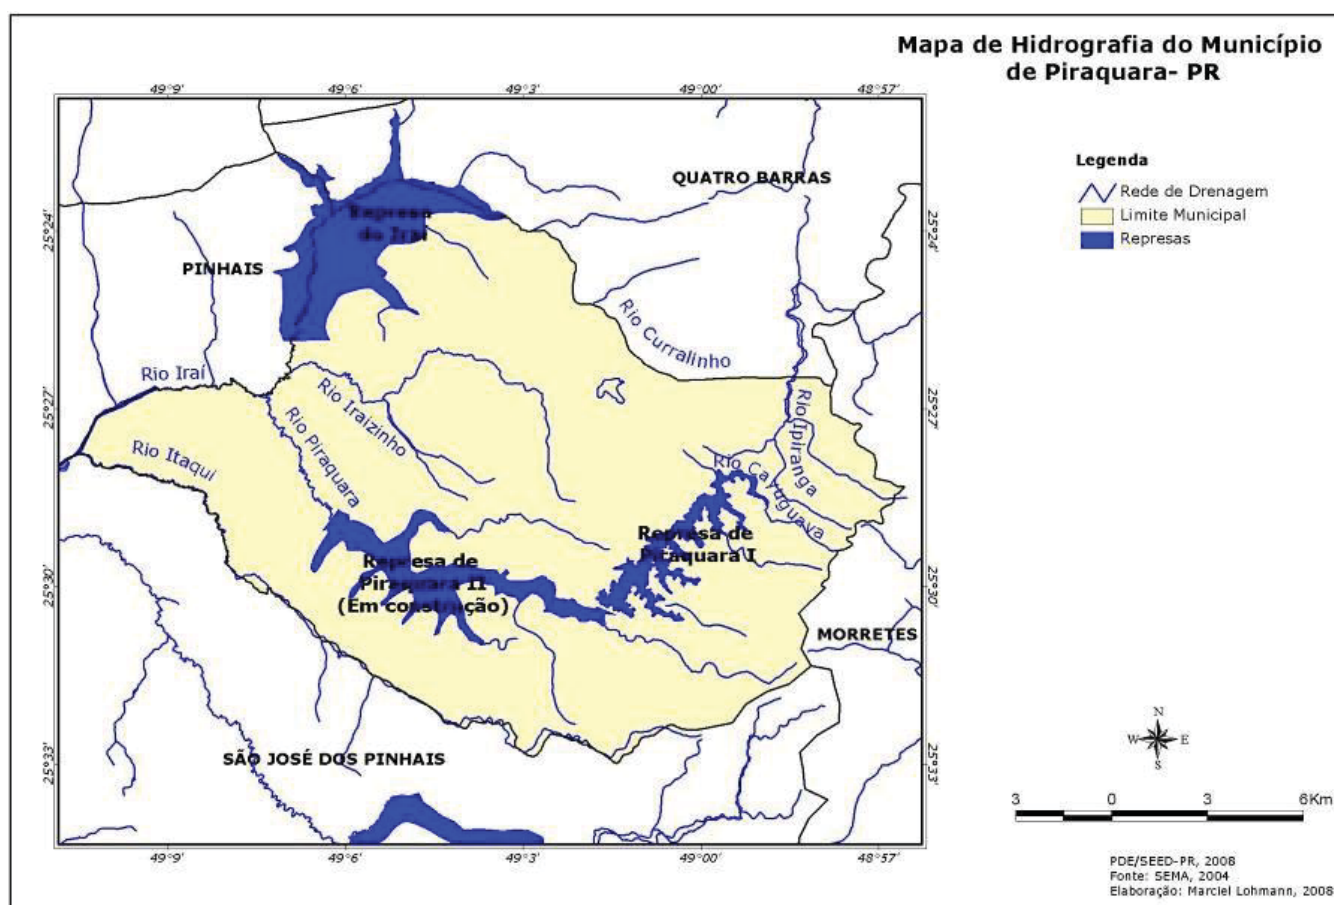 Mapa de Hidrografia do Município
de Piraquara- PR
49°9' 49°6' 49°3' 49°00' 48°57'
Legenda
Rede de Drenagem
Limite Municipal
Represas
QUATRO BARRAS
Represa
do Iraí
25°24' 25°24'
PINHAIS
Rio Curralinho
Rio Iraí
25°27' 25°27'
Rio Iraizinho
Rio Piraquara
Rio Ipiranga
Rio Itaqui
Rio Cayuguava
Represa de
Piraquara I
Represa de
Piraquara II
(Em construção)
25°30' 25°30'
MORRETES
N
W E
S
SÃO JOSÉ DOS PINHAIS
25°33' 25°33'
3 0 3 6Km
49°9' 49°6' 49°3' 49°00' 48°57'
PDE/SEED-PR, 2008
Fonte: SEMA, 2004
Elaboração: Marciel Lohmann, 2008